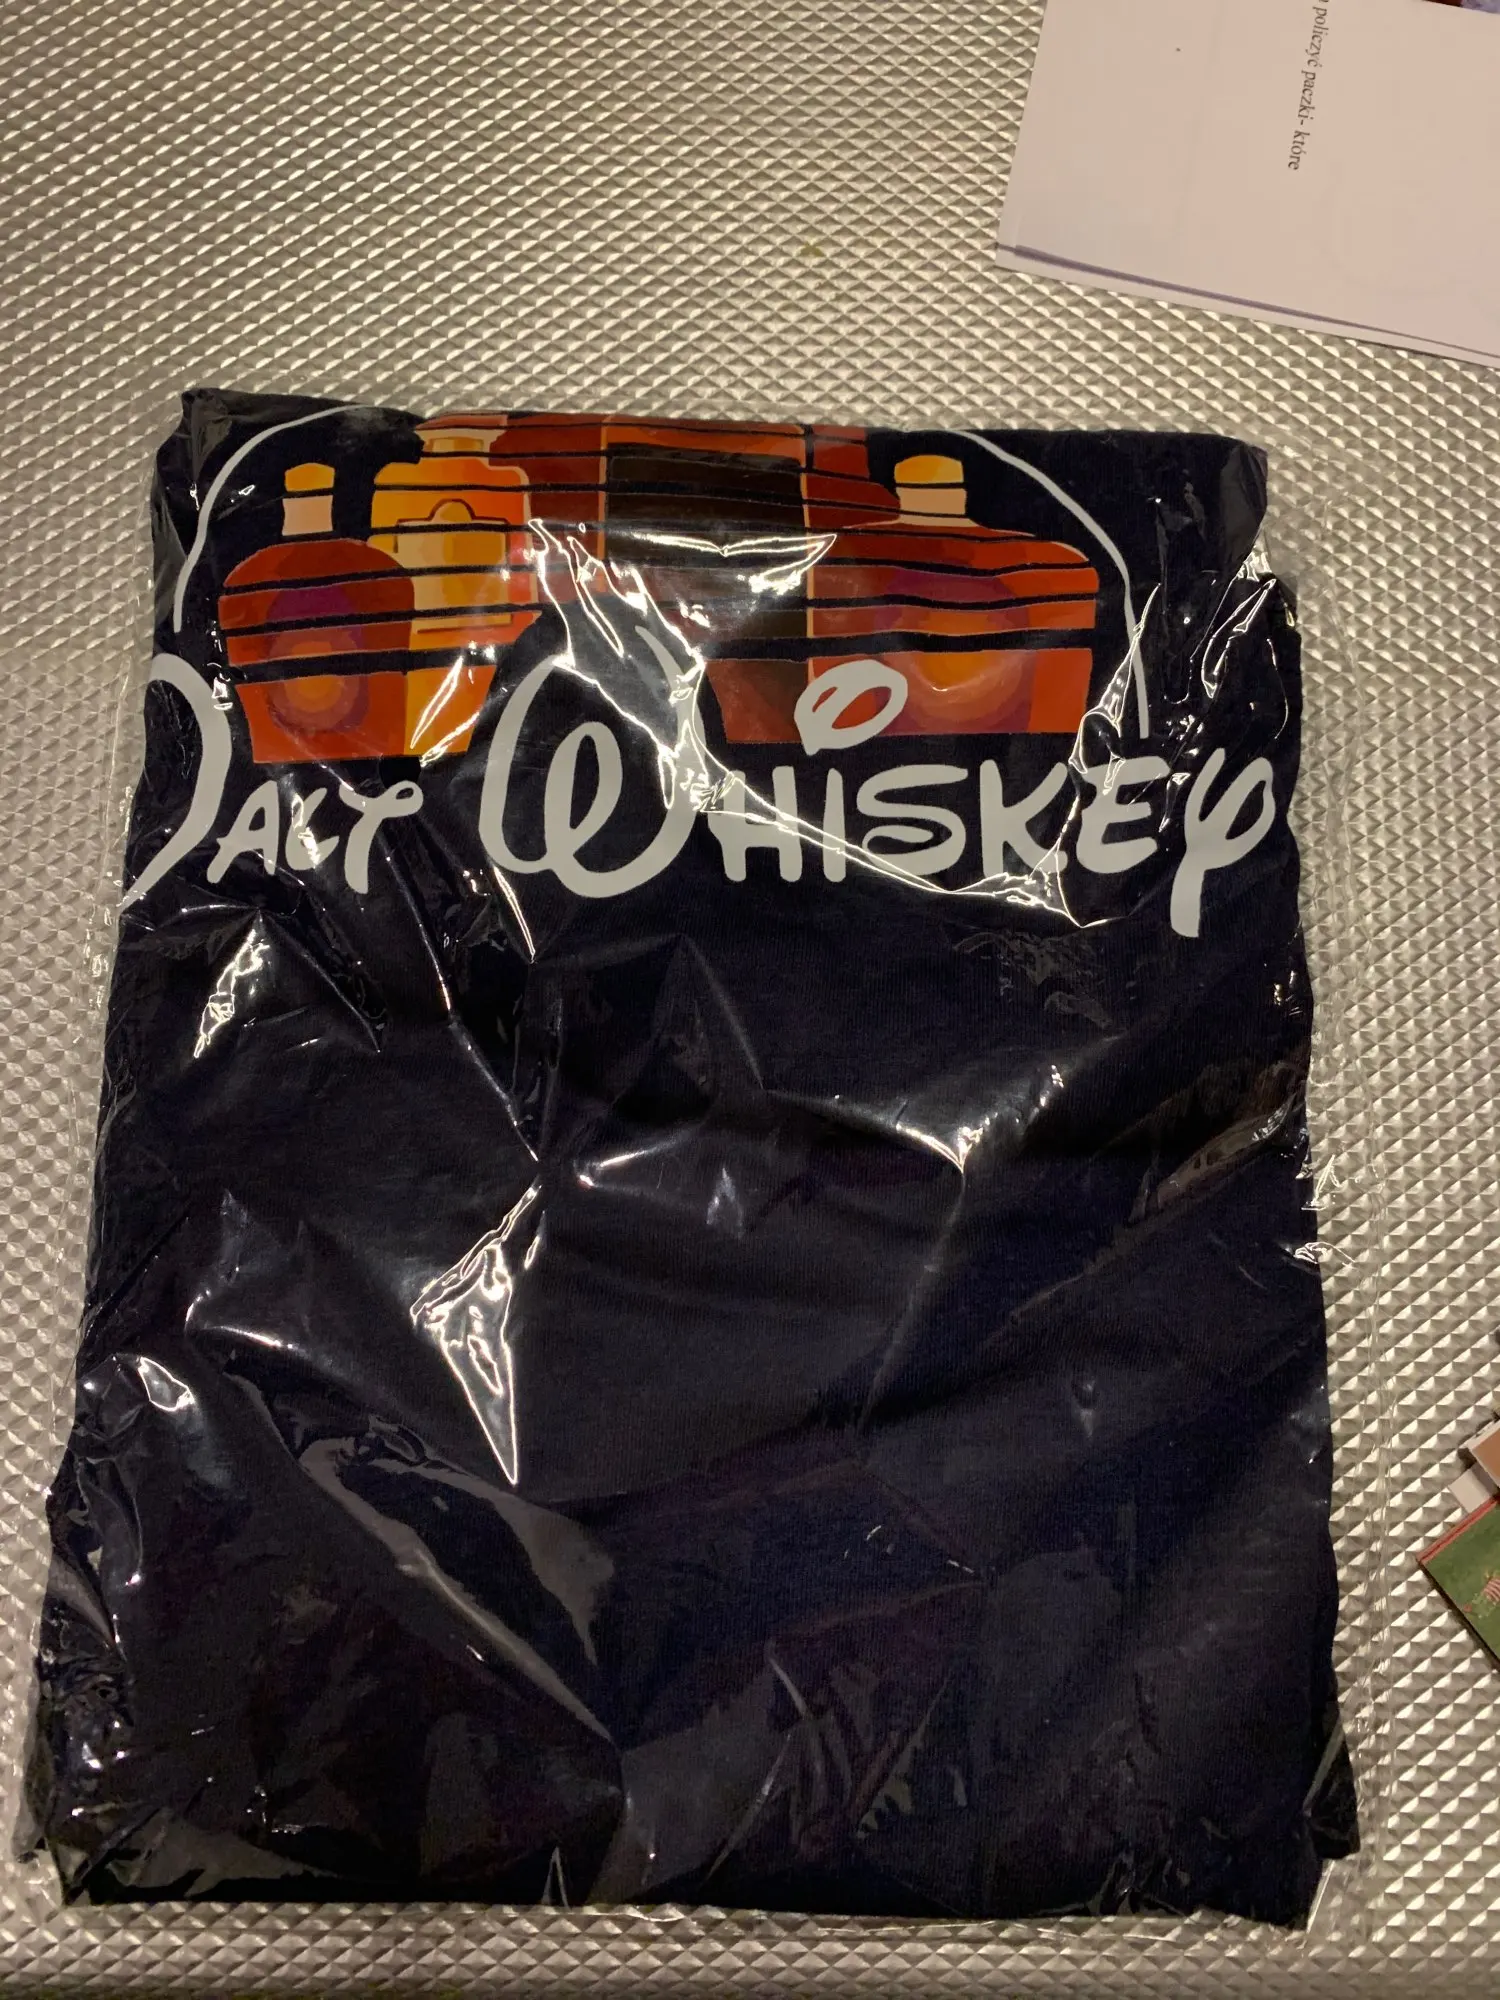 policzyć paczki- które
WALT WHISKEY